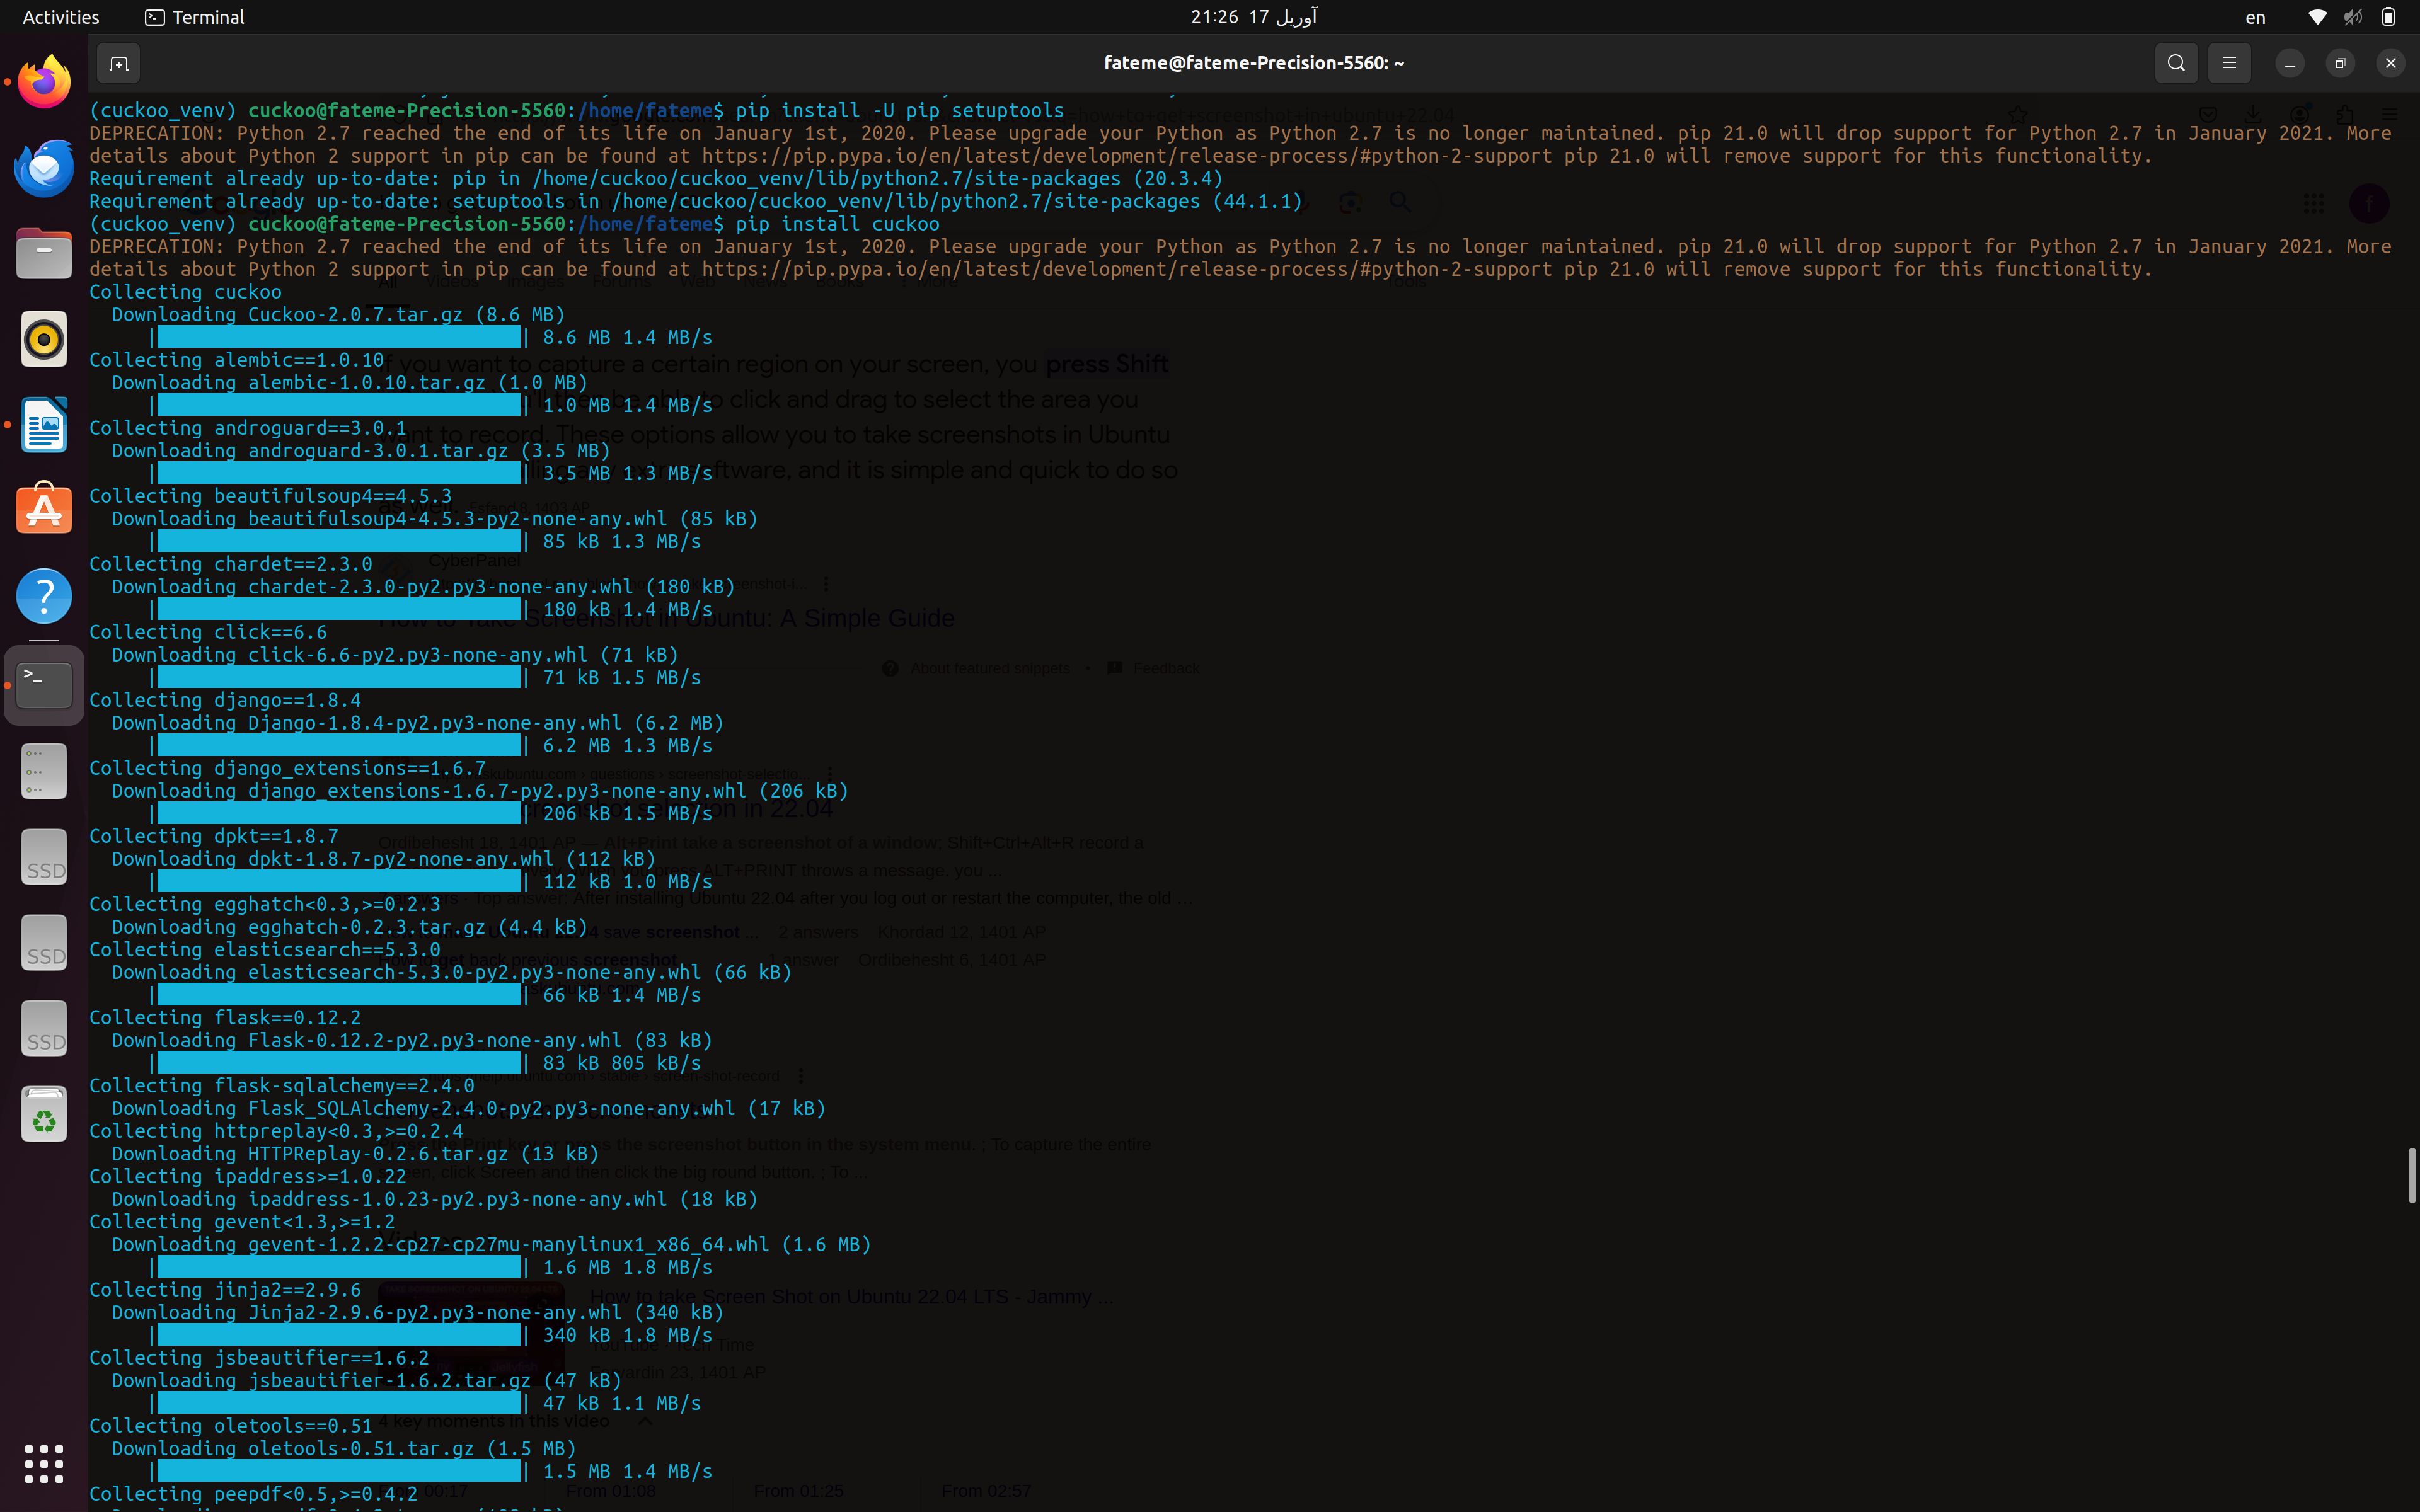 Activities
Terminal
21:26 17 آوریل
en
fateme@fateme-Precision-5560: ~
(cuckoo_venv) cuckoo@fateme-Precision-5560:/home/fateme$ pip install -U pip setuptools
DEPRECATION: Python 2.7 reached the end of its life on January 1st, 2020. Please upgrade your Python as Python 2.7 is no longer maintained. pip 21.0 will drop support for Python 2.7 in January 2021. More
details about Python 2 support in pip can be found at https://pip.pypa.io/en/latest/development/release-process/#python-2-support pip 21.0 will remove support for this functionality.
Requirement already up-to-date: pip in /home/cuckoo/cuckoo_venv/lib/python2.7/site-packages (20.3.4)
Requirement already up-to-date: setuptools in /home/cuckoo/cuckoo_venv/lib/python2.7/site-packages (44.1.1)
(cuckoo_venv) cuckoo@fateme-Precision-5560:/home/fateme$ pip install cuckoo
DEPRECATION: Python 2.7 reached the end of its life on January 1st, 2020. Please upgrade your Python as Python 2.7 is no longer maintained. pip 21.0 will drop support for Python 2.7 in January 2021. More
details about Python 2 support in pip can be found at https://pip.pypa.io/en/latest/development/release-process/#python-2-support pip 21.0 will remove support for this functionality.
Collecting cuckoo
Downloading Cuckoo-2.0.7.tar.gz (8.6 MB)
| | 8.6 MB 1.4 MB/s
Collecting alembic==1.0.10
Downloading alembic-1.0.10.tar.gz (1.0 MB)
| | 1.0 MB 1.4 MB/s
Collecting androguard==3.0.1
Downloading androguard-3.0.1.tar.gz (3.5 MB)
| | 3.5 MB 1.3 MB/s
Collecting beautifulsoup4==4.5.3
Downloading beautifulsoup4-4.5.3-py2-none-any.whl (85 kB)
| | 85 kB 1.3 MB/s
Collecting chardet==2.3.0
Downloading chardet-2.3.0-py2.py3-none-any.whl (180 kB)
| | 180 kB 1.4 MB/s
Collecting click==6.6
Downloading click-6.6-py2.py3-none-any.whl (71 kB)
| | 71 kB 1.5 MB/s
Collecting django==1.8.4
Downloading Django-1.8.4-py2.py3-none-any.whl (6.2 MB)
| | 6.2 MB 1.3 MB/s
Collecting django_extensions==1.6.7
Downloading django_extensions-1.6.7-py2.py3-none-any.whl (206 kB)
| | 206 kB 1.5 MB/s
Collecting dpkt==1.8.7
Downloading dpkt-1.8.7-py2-none-any.whl (112 kB)
| | 112 kB 1.0 MB/s
Collecting egghatch<0.3,>=0.2.3
Downloading egghatch-0.2.3.tar.gz (4.4 kB)
Collecting elasticsearch==5.3.0
Downloading elasticsearch-5.3.0-py2.py3-none-any.whl (66 kB)
| | 66 kB 1.4 MB/s
Collecting flask==0.12.2
Downloading Flask-0.12.2-py2.py3-none-any.whl (83 kB)
| | 83 kB 805 kB/s
Collecting flask-sqlalchemy==2.4.0
Downloading Flask_SQLAlchemy-2.4.0-py2.py3-none-any.whl (17 kB)
Collecting httpreplay<0.3,>=0.2.4
Downloading HTTPReplay-0.2.6.tar.gz (13 kB)
Collecting ipaddress>=1.0.22
Downloading ipaddress-1.0.23-py2.py3-none-any.whl (18 kB)
Collecting gevent<1.3,>=1.2
Downloading gevent-1.2.2-cp27-cp27mu-manylinux1_x86_64.whl (1.6 MB)
| | 1.6 MB 1.8 MB/s
Collecting jinja2==2.9.6
Downloading Jinja2-2.9.6-py2.py3-none-any.whl (340 kB)
| | 340 kB 1.8 MB/s
Collecting jsbeautifier==1.6.2
Downloading jsbeautifier-1.6.2.tar.gz (47 kB)
| | 47 kB 1.1 MB/s
Collecting oletools==0.51
Downloading oletools-0.51.tar.gz (1.5 MB)
| | 1.5 MB 1.4 MB/s
Collecting peepdf<0.5,>=0.4.2
SSD
SSD
SSD